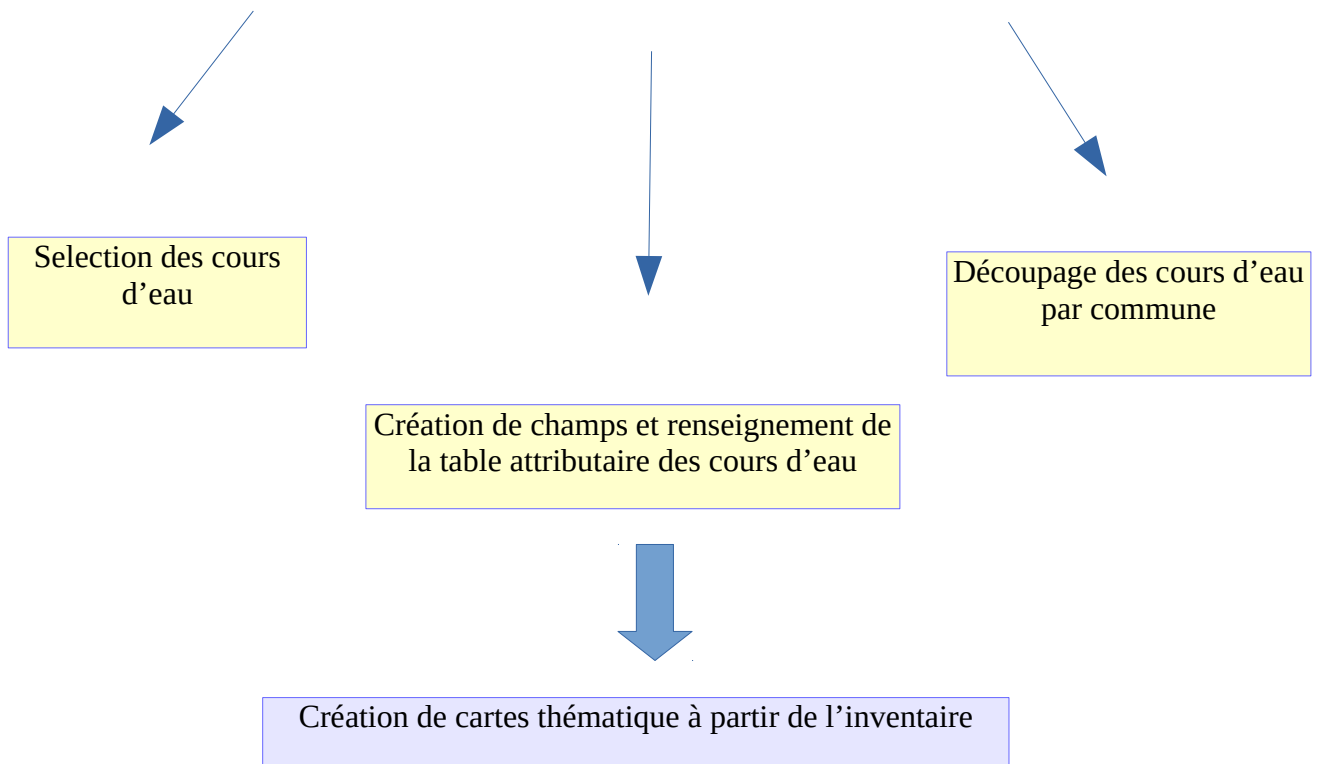 Selection des cours
d’eau
Découpage des cours d’eau
par commune
Création de champs et renseignement de
la table attributaire des cours d’eau
Création de cartes thématique à partir de l’inventaire